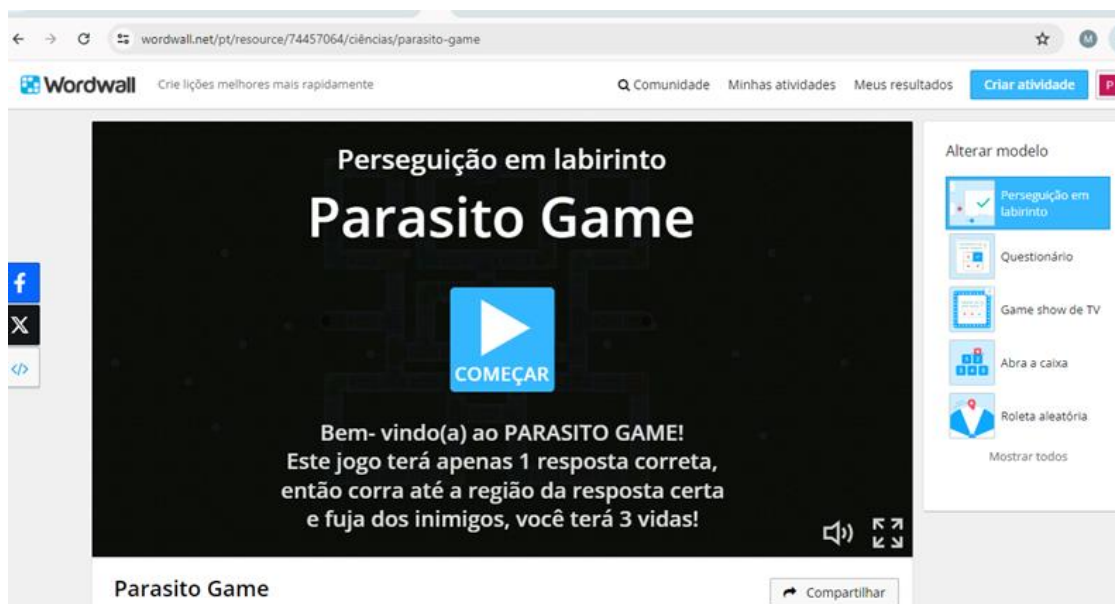 wordwall.net/pt/resource/74457064/ciências/parasito-game
M
Wordwall
Crie lições melhores mais rapidamente
Comunidade
Minhas atividades
Meus resultados
Criar atividade
P
Perseguição em labirinto
Parasito Game
COMEÇAR
Bem- vindo(a) ao PARASITO GAME!
Este jogo terá apenas 1 resposta correta,
então corra até a região da resposta certa
e fuja dos inimigos, você terá 3 vidas!
Alterar modelo
Perseguição em
labirinto
Questionário
Game show de TV
Abra a caixa
Roleta aleatória
Mostrar todos
f
X
</>
Parasito Game
Compartilhar